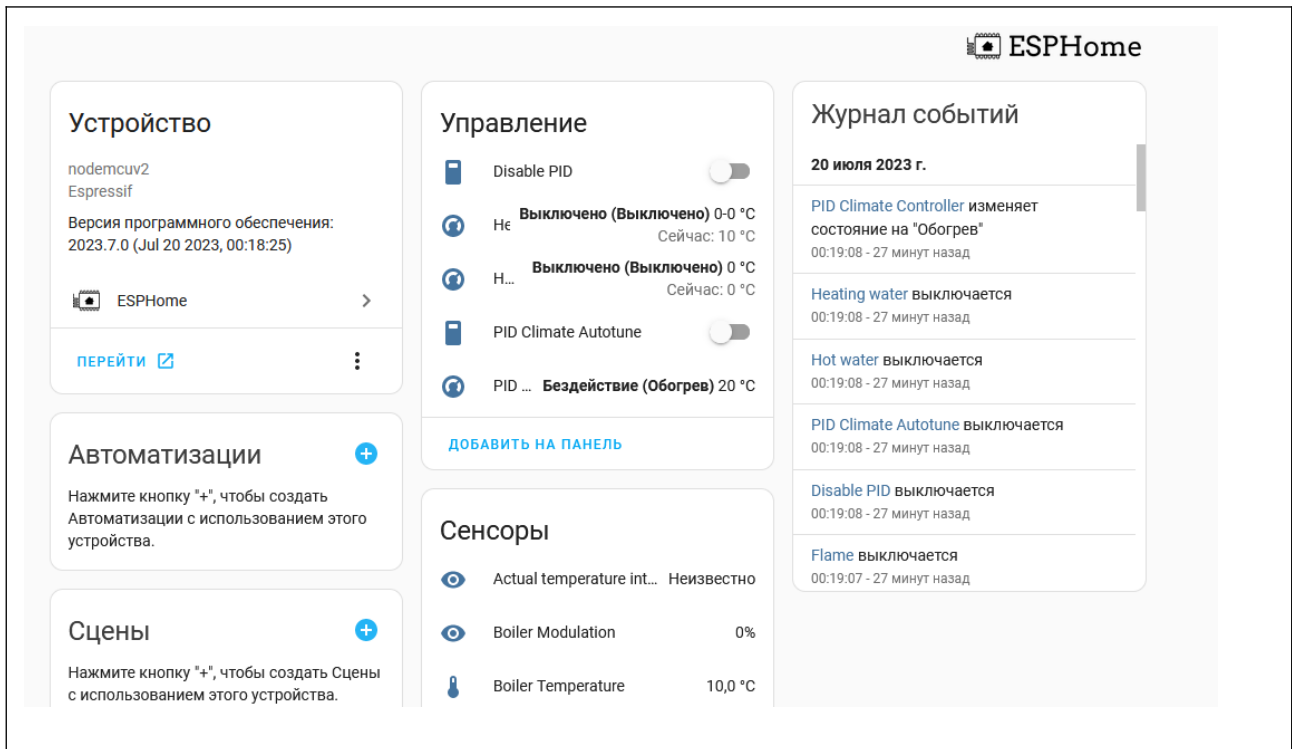 ESPHome
Устройство
nodemcuv2
Espressif
Версия программного обеспечения:
2023.7.0 (Jul 20 2023, 00:18:25)
ESPHome
ПЕРЕЙТИ
Автоматизации
Нажмите кнопку "+", чтобы создать
Автоматизации с использованием этого
устройства.
Сцены
Нажмите кнопку "+", чтобы создать Сцены
с использованием этого устройства.
Управление
Disable PID
He Выключено (Выключено) 0-0 °C
Сейчас: 10 °C
H... Выключено (Выключено) 0 °C
Сейчас: 0 °C
PID Climate Autotune
PID ... Бездействие (Обогрев) 20 °C
ДОБАВИТЬ НА ПАНЕЛЬ
Сенсоры
Actual temperature int... Неизвестно
Boiler Modulation 0%
Boiler Temperature 10,0 °C
Журнал событий
20 июля 2023 г.
PID Climate Controller изменяет
состояние на "Обогрев"
00:19:08 - 27 минут назад
Heating water выключается
00:19:08 - 27 минут назад
Hot water выключается
00:19:08 - 27 минут назад
PID Climate Autotune выключается
00:19:08 - 27 минут назад
Disable PID выключается
00:19:08 - 27 минут назад
Flame выключается
00:19:07 - 27 минут назад